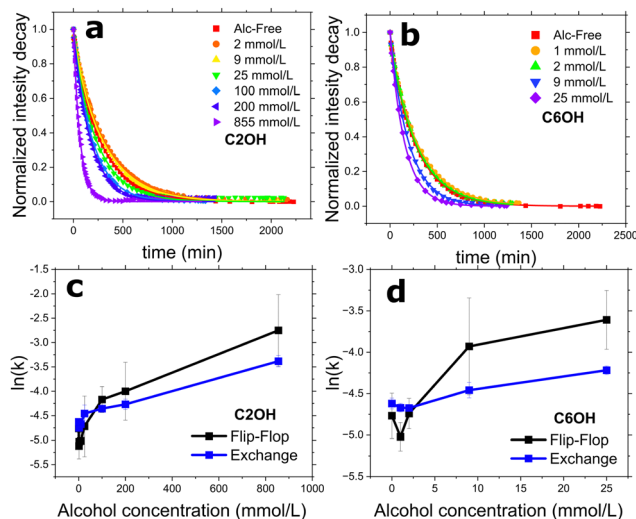 a
Normalized intesity decay
1.0
0.8
0.6
0.4
0.2
0.0
Alc-Free
2 mmol/L
9 mmol/L
25 mmol/L
100 mmol/L
200 mmol/L
855 mmol/L
C2OH
0 500 1000 1500 2000
time (min)
b
Normalized intesity decay
1.0
0.8
0.6
0.4
0.2
0.0
Alc-Free
1 mmol/L
2 mmol/L
9 mmol/L
25 mmol/L
C6OH
0 500 1000 1500 2000 2500
time (min)
c
ln(k)
-1.5
-2.0
-2.5
-3.0
-3.5
-4.0
-4.5
-5.0
-5.5
C2OH
Flip-Flop
Exchange
0 200 400 600 800 1000
Alcohol concentration (mmol/L)
d
ln(k)
-3.0
-3.5
-4.0
-4.5
-5.0
-5.5
C6OH
Flip-Flop
Exchange
0 5 10 15 20 25
Alcohol concentration (mmol/L)